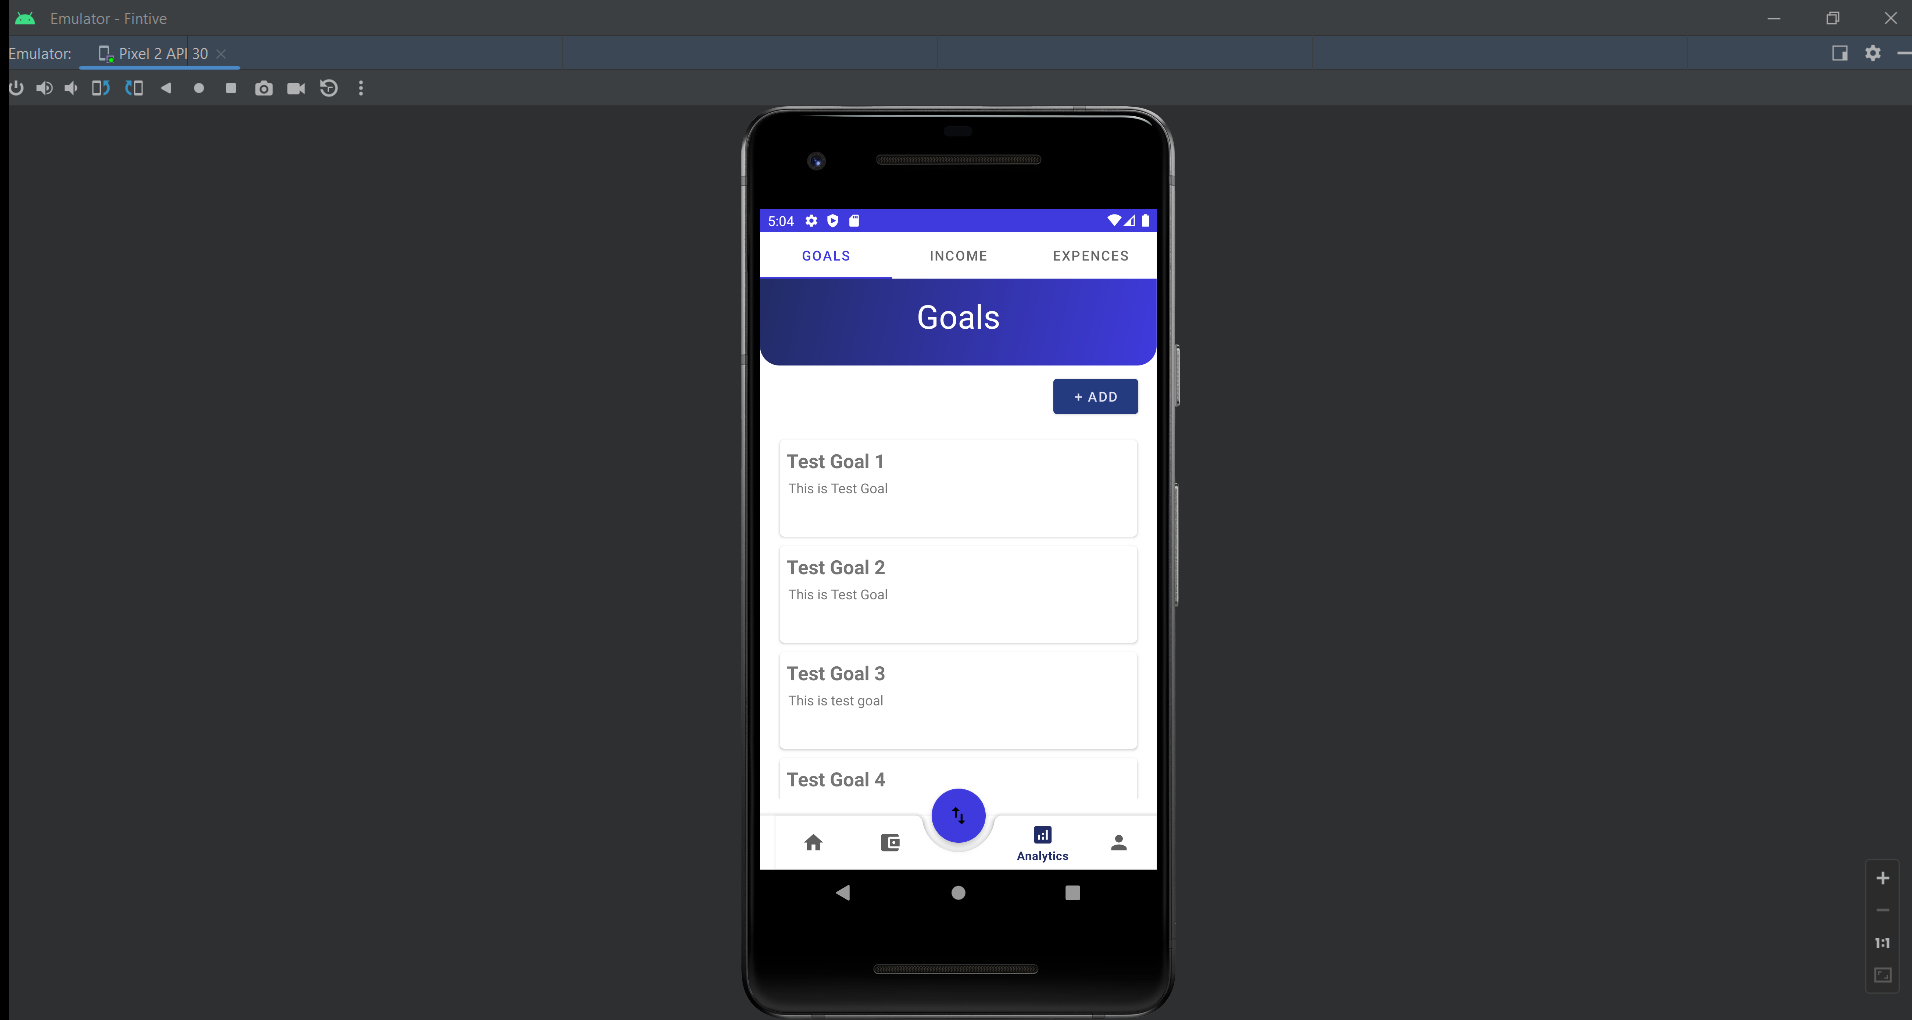 Emulator - Fintive
Emulator: Pixel 2 API 30
5:04
GOALS INCOME EXPENCES
Goals
+ ADD
Test Goal 1
This is Test Goal
Test Goal 2
This is Test Goal
Test Goal 3
This is test goal
Test Goal 4
Analytics
1:1